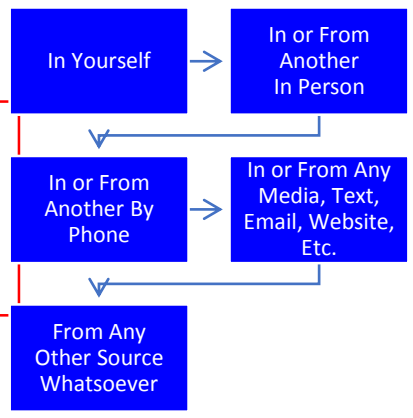 In Yourself
In or From
Another
In Person
In or From
Another By
Phone
In or From Any
Media, Text,
Email, Website,
Etc.
From Any
Other Source
Whatsoever